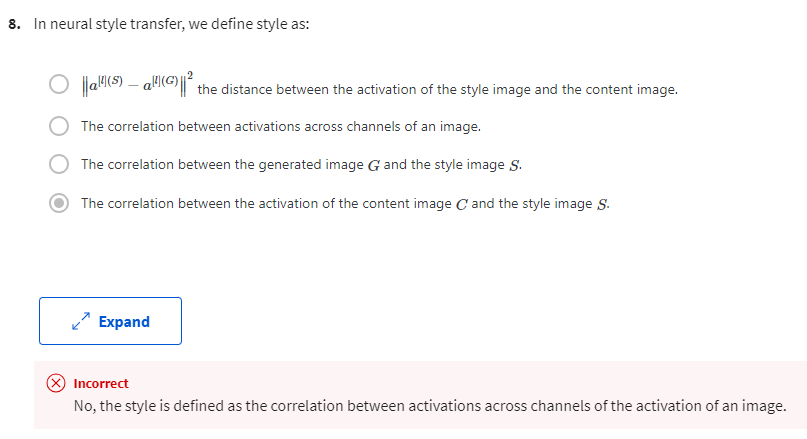 8. In neural style transfer, we define style as:
||a^[l](S) − a^[l](G)||² the distance between the activation of the style image and the content image.
The correlation between activations across channels of an image.
The correlation between the generated image G and the style image S.
The correlation between the activation of the content image C and the style image S.
Expand
Incorrect
No, the style is defined as the correlation between activations across channels of the activation of an image.